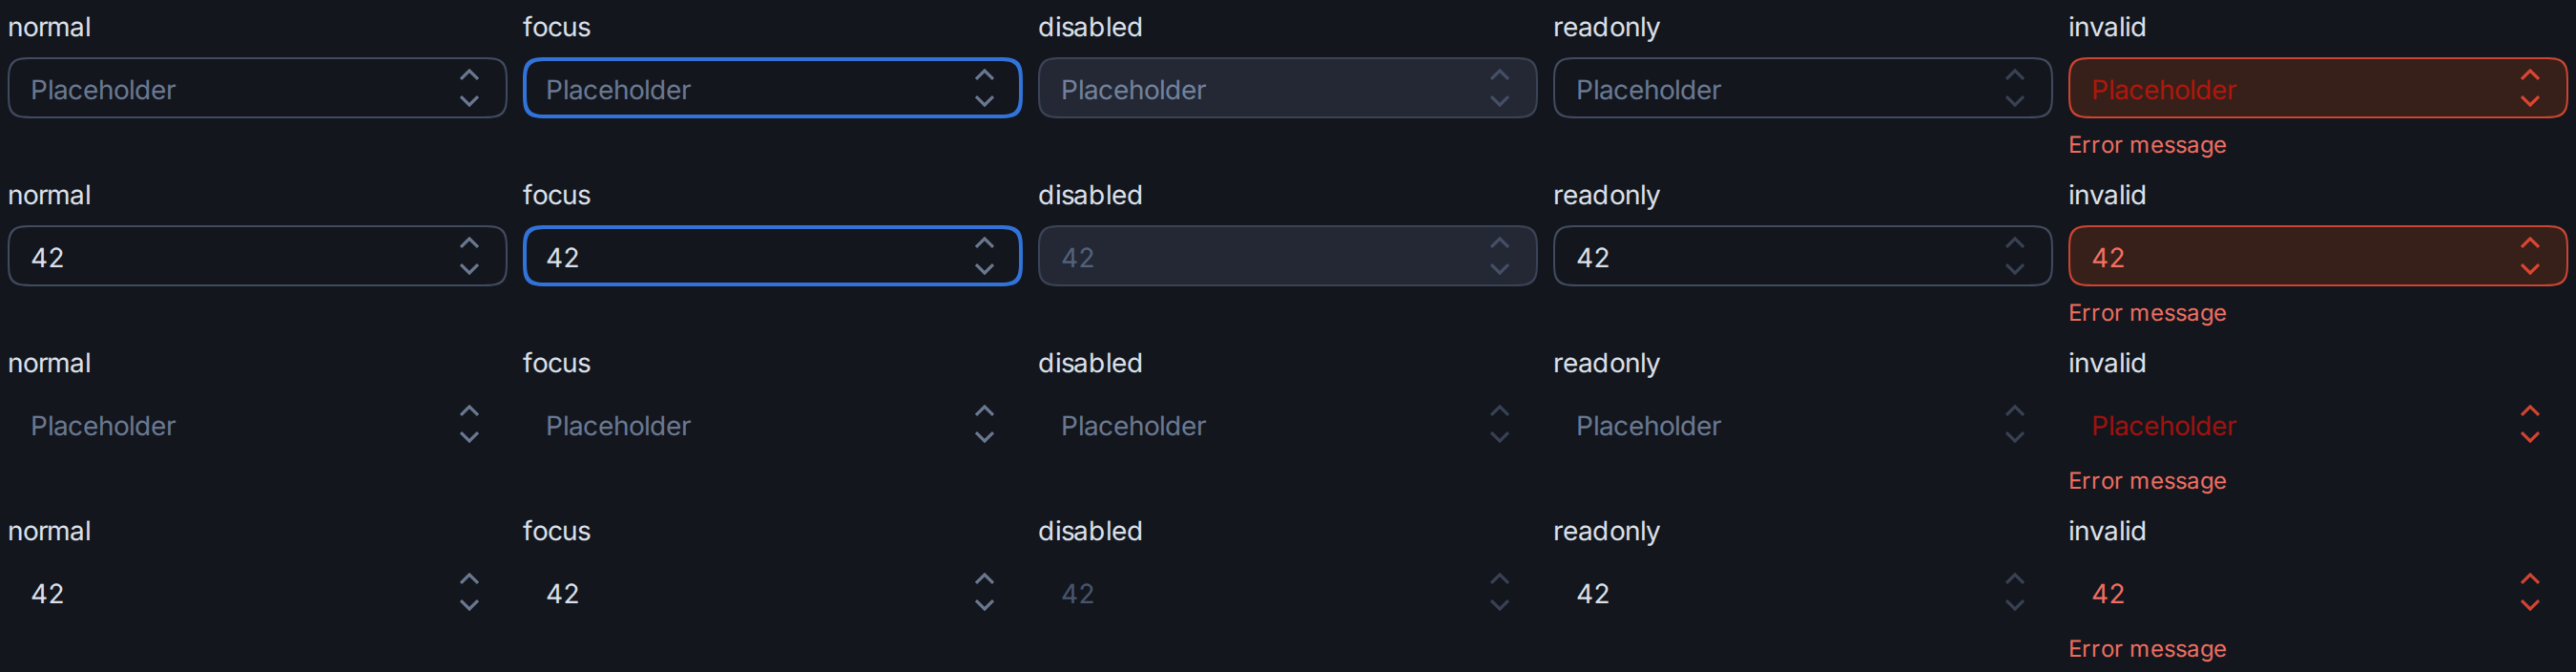 normal focus disabled readonly invalid
Placeholder Placeholder Placeholder Placeholder Placeholder
Error message
normal focus disabled readonly invalid
42 42 42 42 42
Error message
normal focus disabled readonly invalid
Placeholder Placeholder Placeholder Placeholder Placeholder
Error message
normal focus disabled readonly invalid
42 42 42 42 42
Error message